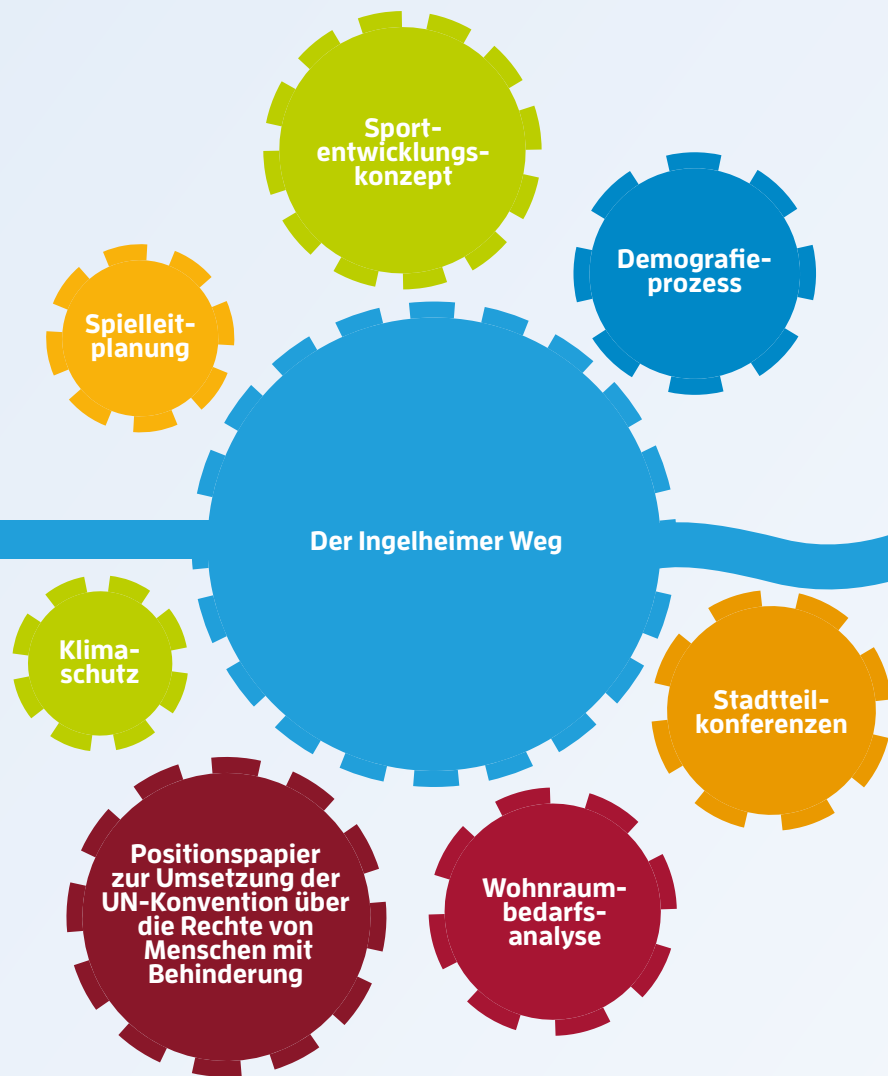 Sport-
entwicklungs-
konzept
Demografie-
prozess
Spielleit-
planung
Der Ingelheimer Weg
Klima-
schutz
Stadtteil-
konferenzen
Positionspapier
zur Umsetzung der
UN-Konvention über
die Rechte von
Menschen mit
Behinderung
Wohnraum-
bedarfs-
analyse